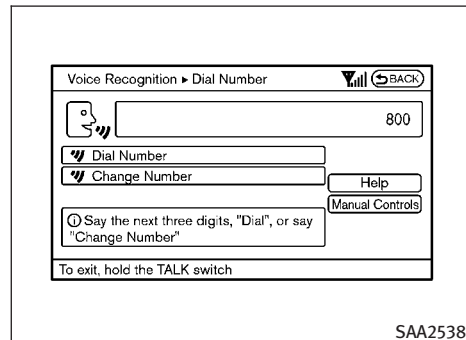 Voice Recognition ▸ Dial Number
BACK
800
Dial Number
Change Number
Help
Manual Controls
Say the next three digits, "Dial", or say
"Change Number"
To exit, hold the TALK switch
SAA2538